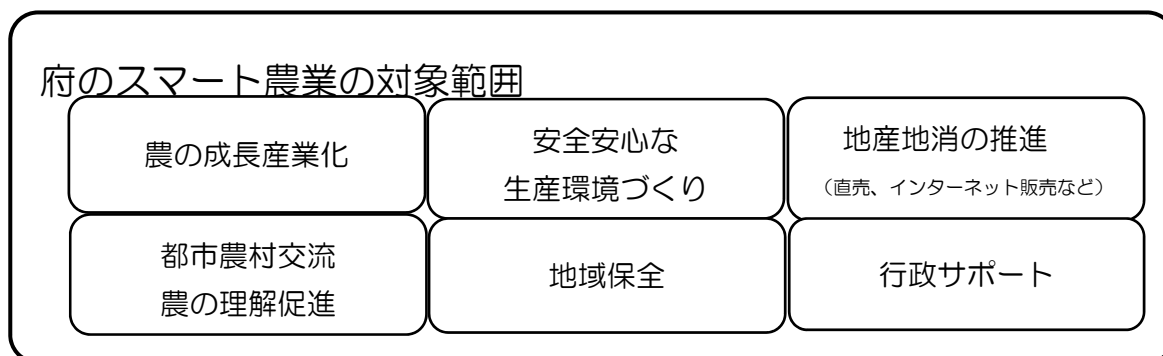 府のスマート農業の対象範囲
農の成長産業化
安全安心な
生産環境づくり
地産地消の推進
（直売、インターネット販売など）
都市農村交流
農の理解促進
地域保全
行政サポート